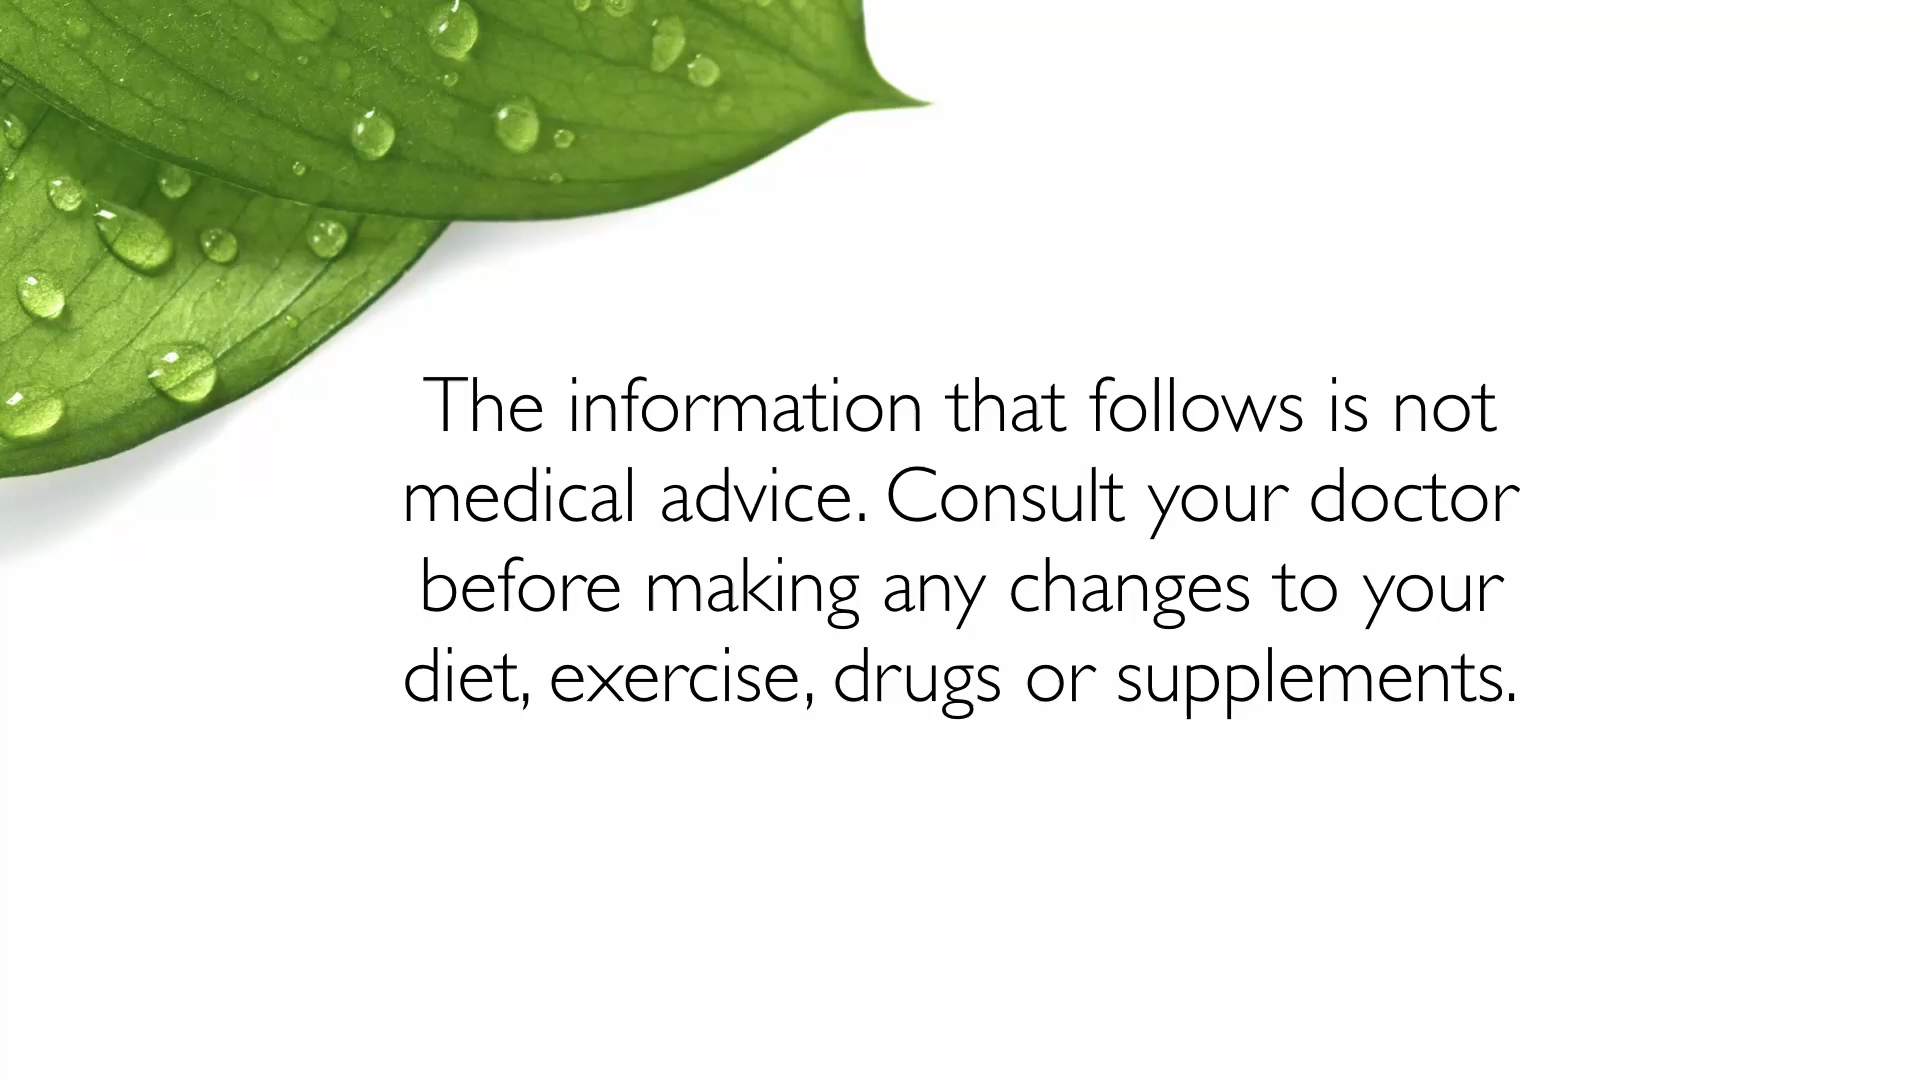 The information that follows is not
medical advice. Consult your doctor
before making any changes to your
diet, exercise, drugs or supplements.